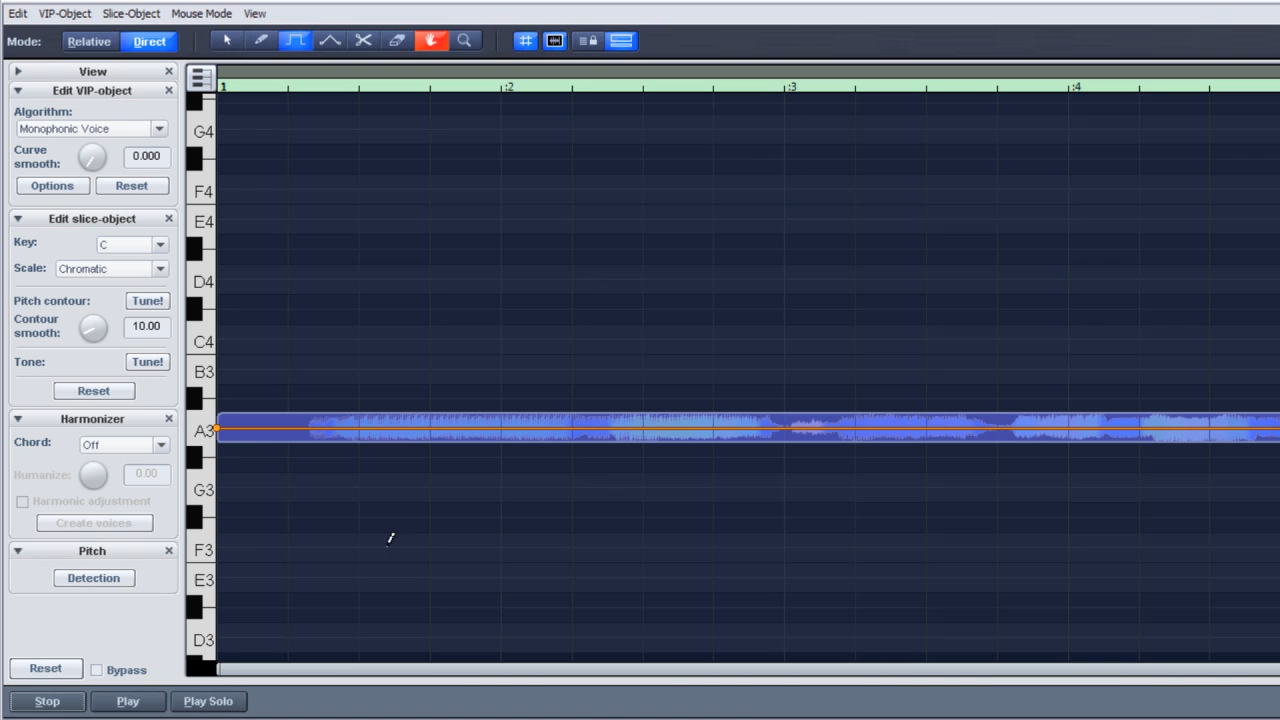 Edit VIP-Object Slice-Object Mouse Mode View
Mode: Relative Direct
View
Edit VIP-object
Algorithm:
Monophonic Voice
Curve smooth: 0.000
Options Reset
Edit slice-object
Key: C
Scale: Chromatic
Pitch contour: Tune!
Contour smooth: 10.00
Tone: Tune!
Reset
Harmonizer
Chord: Off
Humanize: 0.00
Harmonic adjustment
Create voices
Pitch
Detection
Reset Bypass
1 :2 :3 :4
G4
F4
E4
D4
C4
B3
A3
G3
F3
E3
D3
Stop Play Play Solo